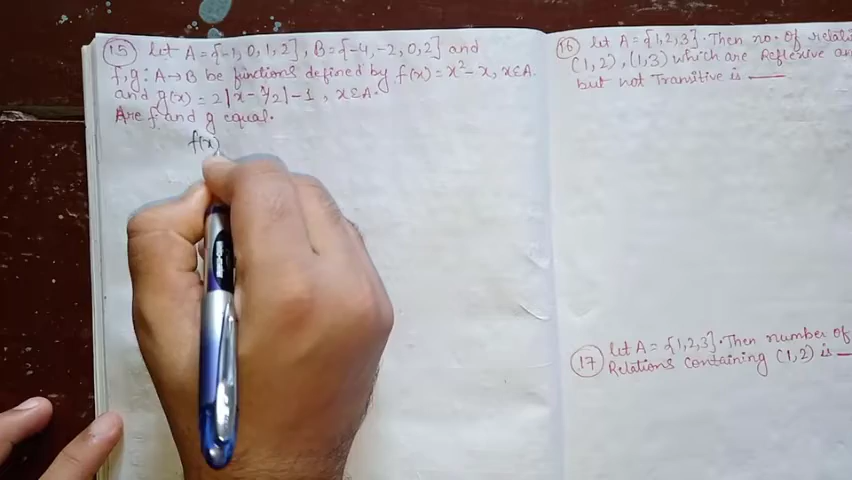 15 let A = {-1, 0, 1, 2}, B = {-4, -2, 0, 2} and
f, g : A → B be functions defined by f(x) = x² - x, x∈A.
and g(x) = 2|x - 1/2| - 1, x∈A.
Are f and g equal.
f(x)
16 let A = {1,2,3}. Then no. of relati
(1,2), (1,3) which are Reflexive an
but not Transitive is ___
17 let A = {1,2,3}. Then number of
Relations containing (1,2) is